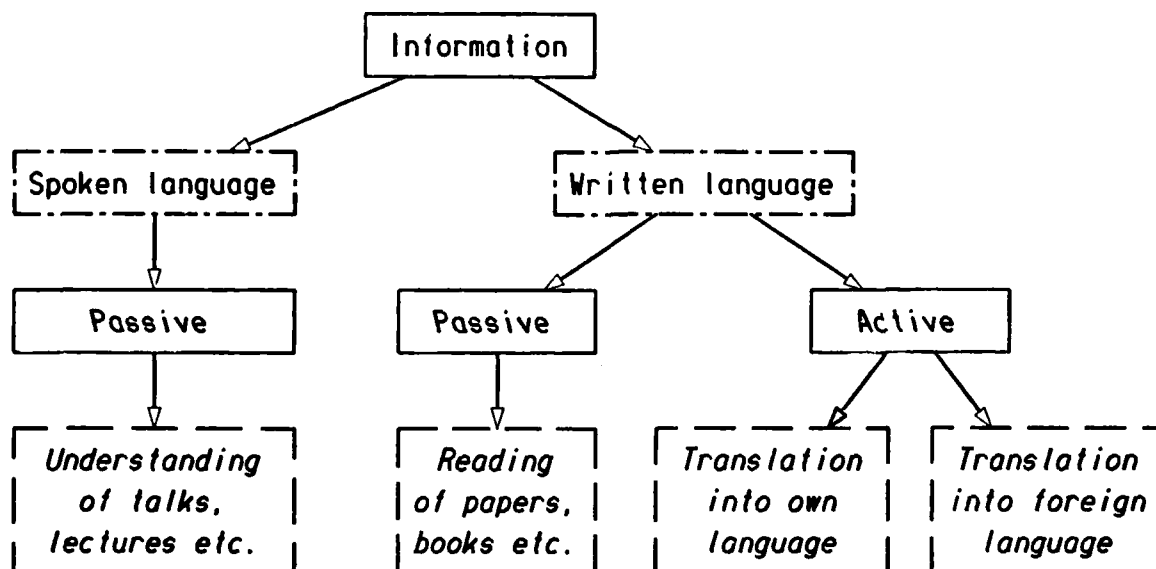 Information
Spoken language
Written language
Passive
Passive
Active
Understanding
of talks,
lectures etc.
Reading
of papers,
books etc.
Translation
into own
language
Translation
into foreign
language